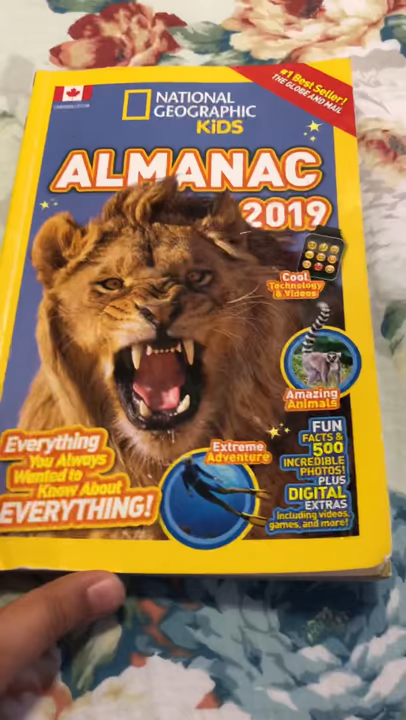 #1 Best Seller!
THE GLOBE AND MAIL
NATIONAL
GEOGRAPHIC
KiDS
ALMANAC
2019
Cool
Technology
& Videos
Amazing
Animals
Extreme
Adventure
Everything
You Always
Wanted to
Know About
EVERYTHING!
FUN
FACTS &
500
INCREDIBLE
PHOTOS!
PLUS
DIGITAL
EXTRAS
including videos,
games, and more!